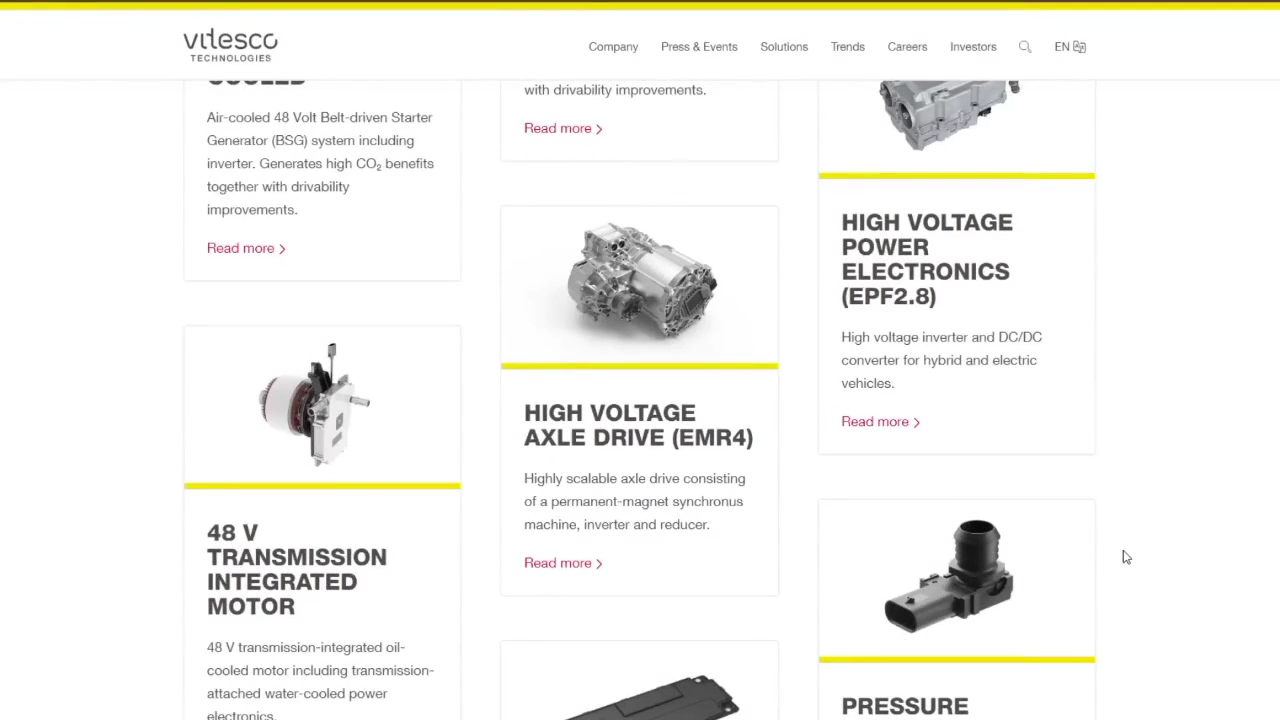 vitesco
TECHNOLOGIES
Company
Press & Events
Solutions
Trends
Careers
Investors
EN
COOLED
Air-cooled 48 Volt Belt-driven Starter
Generator (BSG) system including
inverter. Generates high CO₂ benefits
together with drivability
improvements.
Read more
48 V
TRANSMISSION
INTEGRATED
MOTOR
48 V transmission-integrated oil-
cooled motor including transmission-
attached water-cooled power
electronics.
with drivability improvements.
Read more
HIGH VOLTAGE
AXLE DRIVE (EMR4)
Highly scalable axle drive consisting
of a permanent-magnet synchronus
machine, inverter and reducer.
Read more
HIGH VOLTAGE
POWER
ELECTRONICS
(EPF2.8)
High voltage inverter and DC/DC
converter for hybrid and electric
vehicles.
Read more
PRESSURE